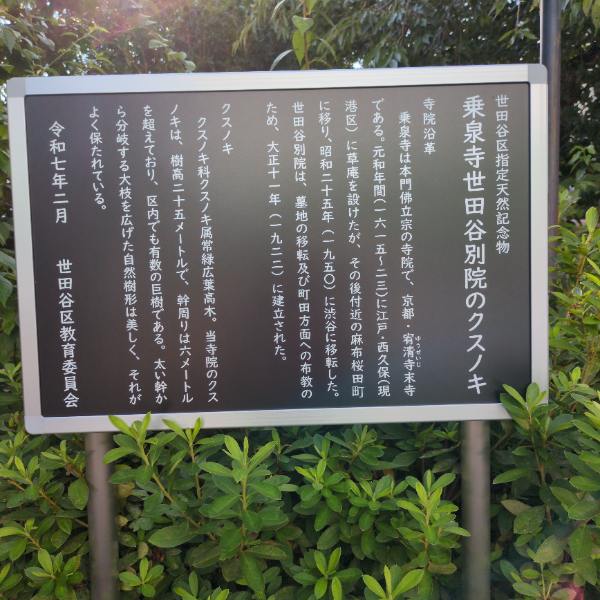 世田谷区指定天然記念物
乗泉寺世田谷別院のクスノキ
寺院沿革
乗泉寺は本門佛立宗の寺院で、京都・宥清寺末寺
ゆうせいじ
である。元和年間(一六一五~二三)に江戸・西久保(現
港区)に草庵を設けたが、その後付近の麻布桜田町
に移り、昭和二十五年(一九五〇)に渋谷に移転した。
世田谷別院は、墓地の移転及び町田方面への布教の
ため、大正十一年(一九二二)に建立された。
クスノキ
クスノキ科クスノキ属常緑広葉高木。当寺院のクス
ノキは、樹高二十五メートルで、幹周りは六メートル
を超えており、区内でも有数の巨樹である。太い幹か
ら分岐する大枝を広げた自然樹形は美しく、それが
よく保たれている。
令和七年二月 世田谷区教育委員会